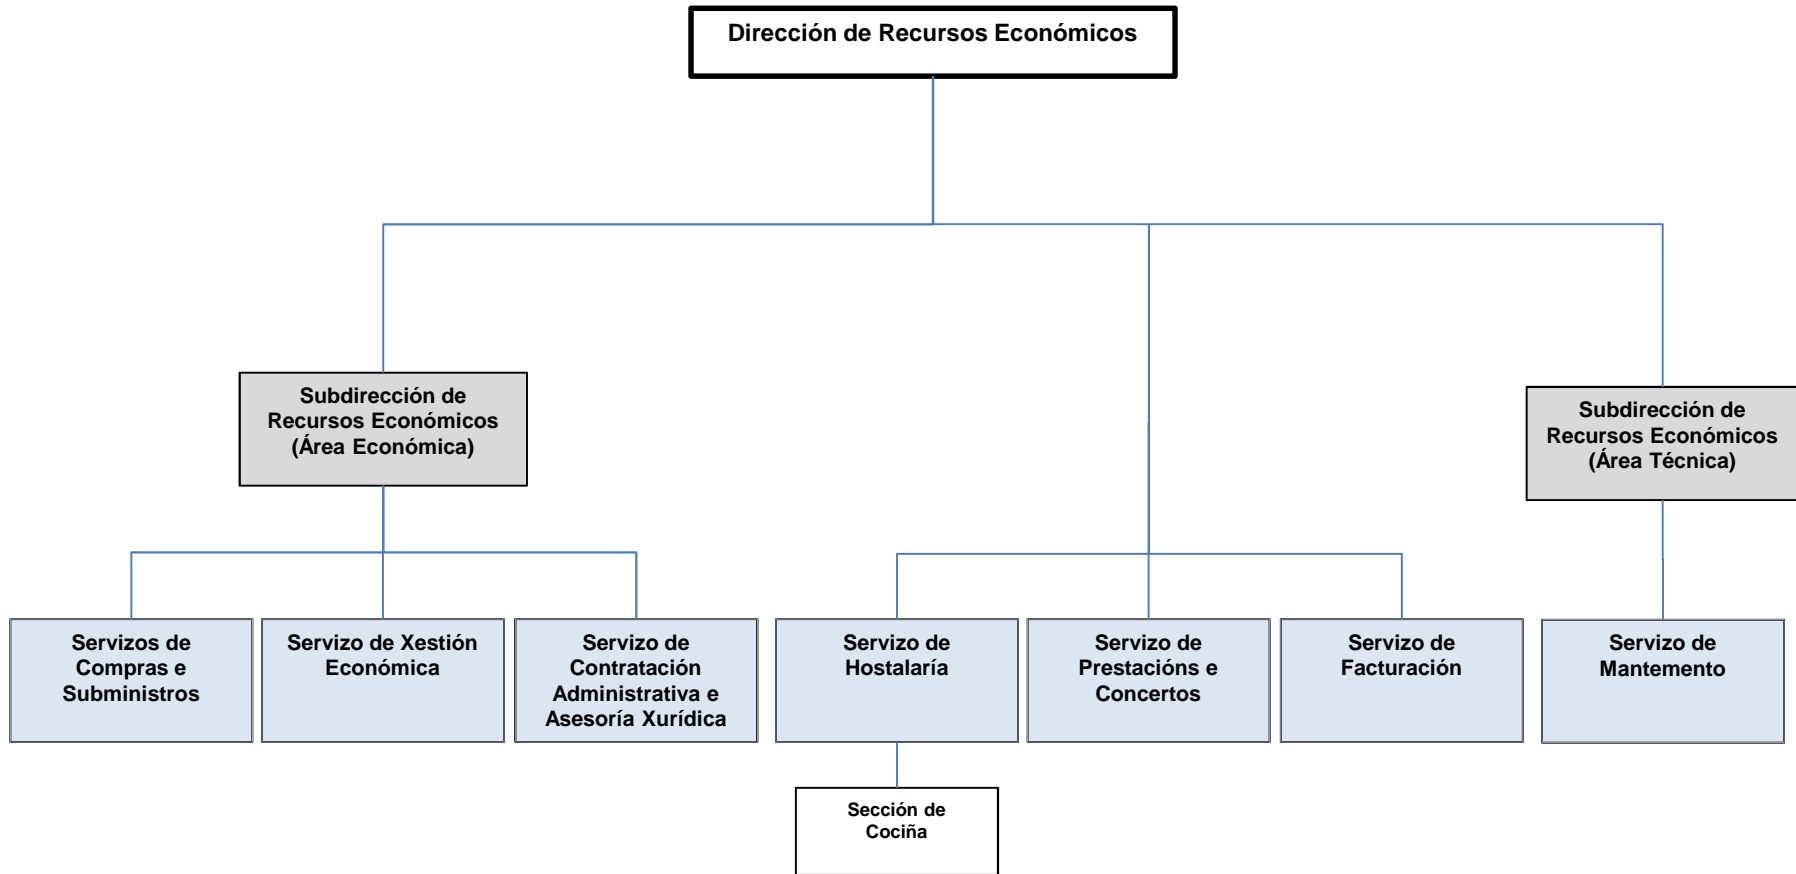 Dirección de Recursos Económicos
Subdirección de
Recursos Económicos
(Área Económica)
Subdirección de
Recursos Económicos
(Área Técnica)
Servizos de
Compras e
Subministros
Servizo de Xestión
Económica
Servizo de
Contratación
Administrativa e
Asesoría Xurídica
Servizo de
Hostalaría
Servizo de
Prestacións e
Concertos
Servizo de
Facturación
Servizo de
Mantemento
Sección de
Cociña